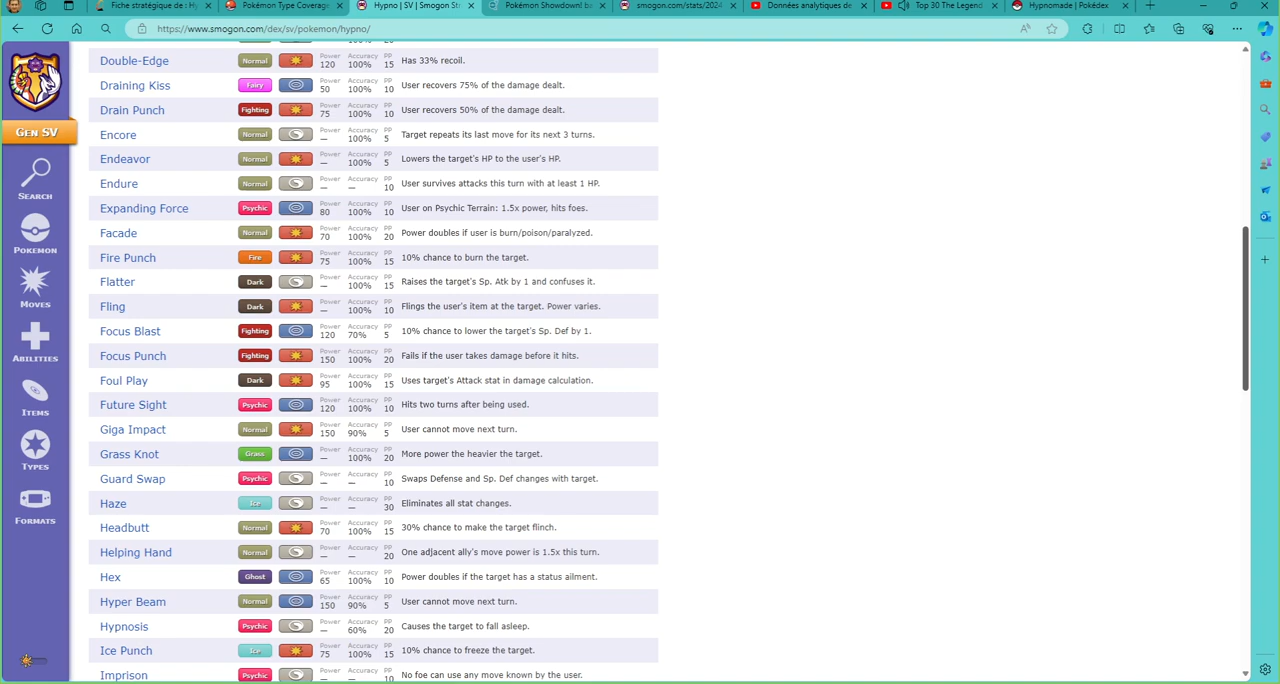 Fiche stratégique de : Hy
Pokémon Type Coverage
Hypno | SV | Smogon St
Pokémon Showdown! ba
smogon.com/stats/2024
Données analytiques de
Top 30 The Legend
Hypnomade | Pokédex
https://www.smogon.com/dex/sv/pokemon/hypno/
GEN SV
SEARCH
POKEMON
MOVES
ABILITIES
ITEMS
TYPES
FORMATS
100% 20
Double-Edge Normal Power 120 Accuracy 100% PP 15 Has 33% recoil.
Draining Kiss Fairy Power 50 Accuracy 100% PP 10 User recovers 75% of the damage dealt.
Drain Punch Fighting Power 75 Accuracy 100% PP 10 User recovers 50% of the damage dealt.
Encore Normal Power — Accuracy 100% PP 5 Target repeats its last move for its next 3 turns.
Endeavor Normal Power — Accuracy 100% PP 5 Lowers the target's HP to the user's HP.
Endure Normal Power — Accuracy — PP 10 User survives attacks this turn with at least 1 HP.
Expanding Force Psychic Power 80 Accuracy 100% PP 10 User on Psychic Terrain: 1.5x power, hits foes.
Facade Normal Power 70 Accuracy 100% PP 20 Power doubles if user is burn/poison/paralyzed.
Fire Punch Fire Power 75 Accuracy 100% PP 15 10% chance to burn the target.
Flatter Dark Power — Accuracy 100% PP 15 Raises the target's Sp. Atk by 1 and confuses it.
Fling Dark Power — Accuracy 100% PP 10 Flings the user's item at the target. Power varies.
Focus Blast Fighting Power 120 Accuracy 70% PP 5 10% chance to lower the target's Sp. Def by 1.
Focus Punch Fighting Power 150 Accuracy 100% PP 20 Fails if the user takes damage before it hits.
Foul Play Dark Power 95 Accuracy 100% PP 15 Uses target's Attack stat in damage calculation.
Future Sight Psychic Power 120 Accuracy 100% PP 10 Hits two turns after being used.
Giga Impact Normal Power 150 Accuracy 90% PP 5 User cannot move next turn.
Grass Knot Grass Power — Accuracy 100% PP 20 More power the heavier the target.
Guard Swap Psychic Power — Accuracy — PP 10 Swaps Defense and Sp. Def changes with target.
Haze Ice Power — Accuracy — PP 30 Eliminates all stat changes.
Headbutt Normal Power 70 Accuracy 100% PP 15 30% chance to make the target flinch.
Helping Hand Normal Power — Accuracy — PP 20 One adjacent ally's move power is 1.5x this turn.
Hex Ghost Power 65 Accuracy 100% PP 10 Power doubles if the target has a status ailment.
Hyper Beam Normal Power 150 Accuracy 90% PP 5 User cannot move next turn.
Hypnosis Psychic Power — Accuracy 60% PP 20 Causes the target to fall asleep.
Ice Punch Ice Power 75 Accuracy 100% PP 15 10% chance to freeze the target.
Imprison Psychic Power — Accuracy — PP 10 No foe can use any move known by the user.